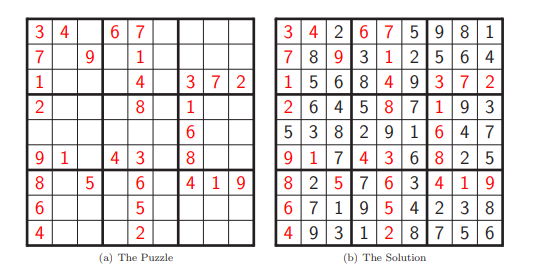 3 4 6 7
7 9 1
1 4 3 7 2
2 8 1
6
9 1 4 3 8
8 5 6 4 1 9
6 5
4 2
(a) The Puzzle
3 4 2 6 7 5 9 8 1
7 8 9 3 1 2 5 6 4
1 5 6 8 4 9 3 7 2
2 6 4 5 8 7 1 9 3
5 3 8 2 9 1 6 4 7
9 1 7 4 3 6 8 2 5
8 2 5 7 6 3 4 1 9
6 7 1 9 5 4 2 3 8
4 9 3 1 2 8 7 5 6
(b) The Solution